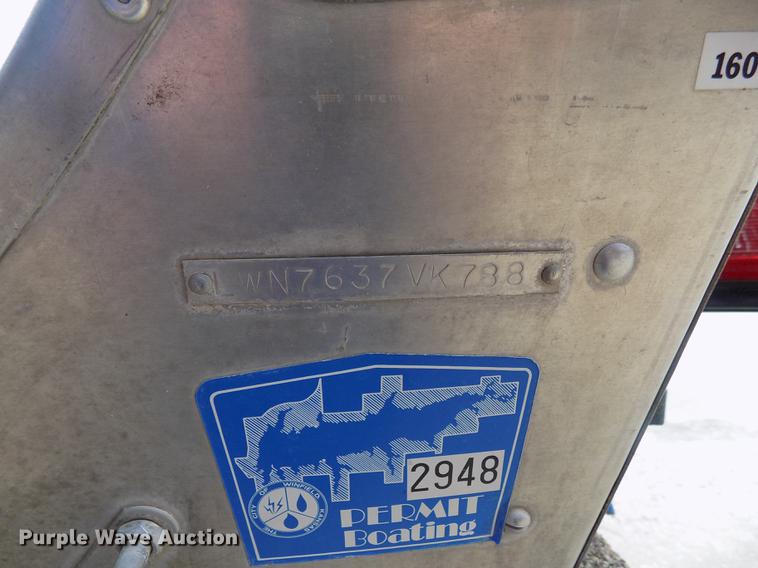 160
LWN7637VK788
2948
THE CITY OF WINFIELD, KANSAS
PERMIT
Boating
Purple Wave Auction